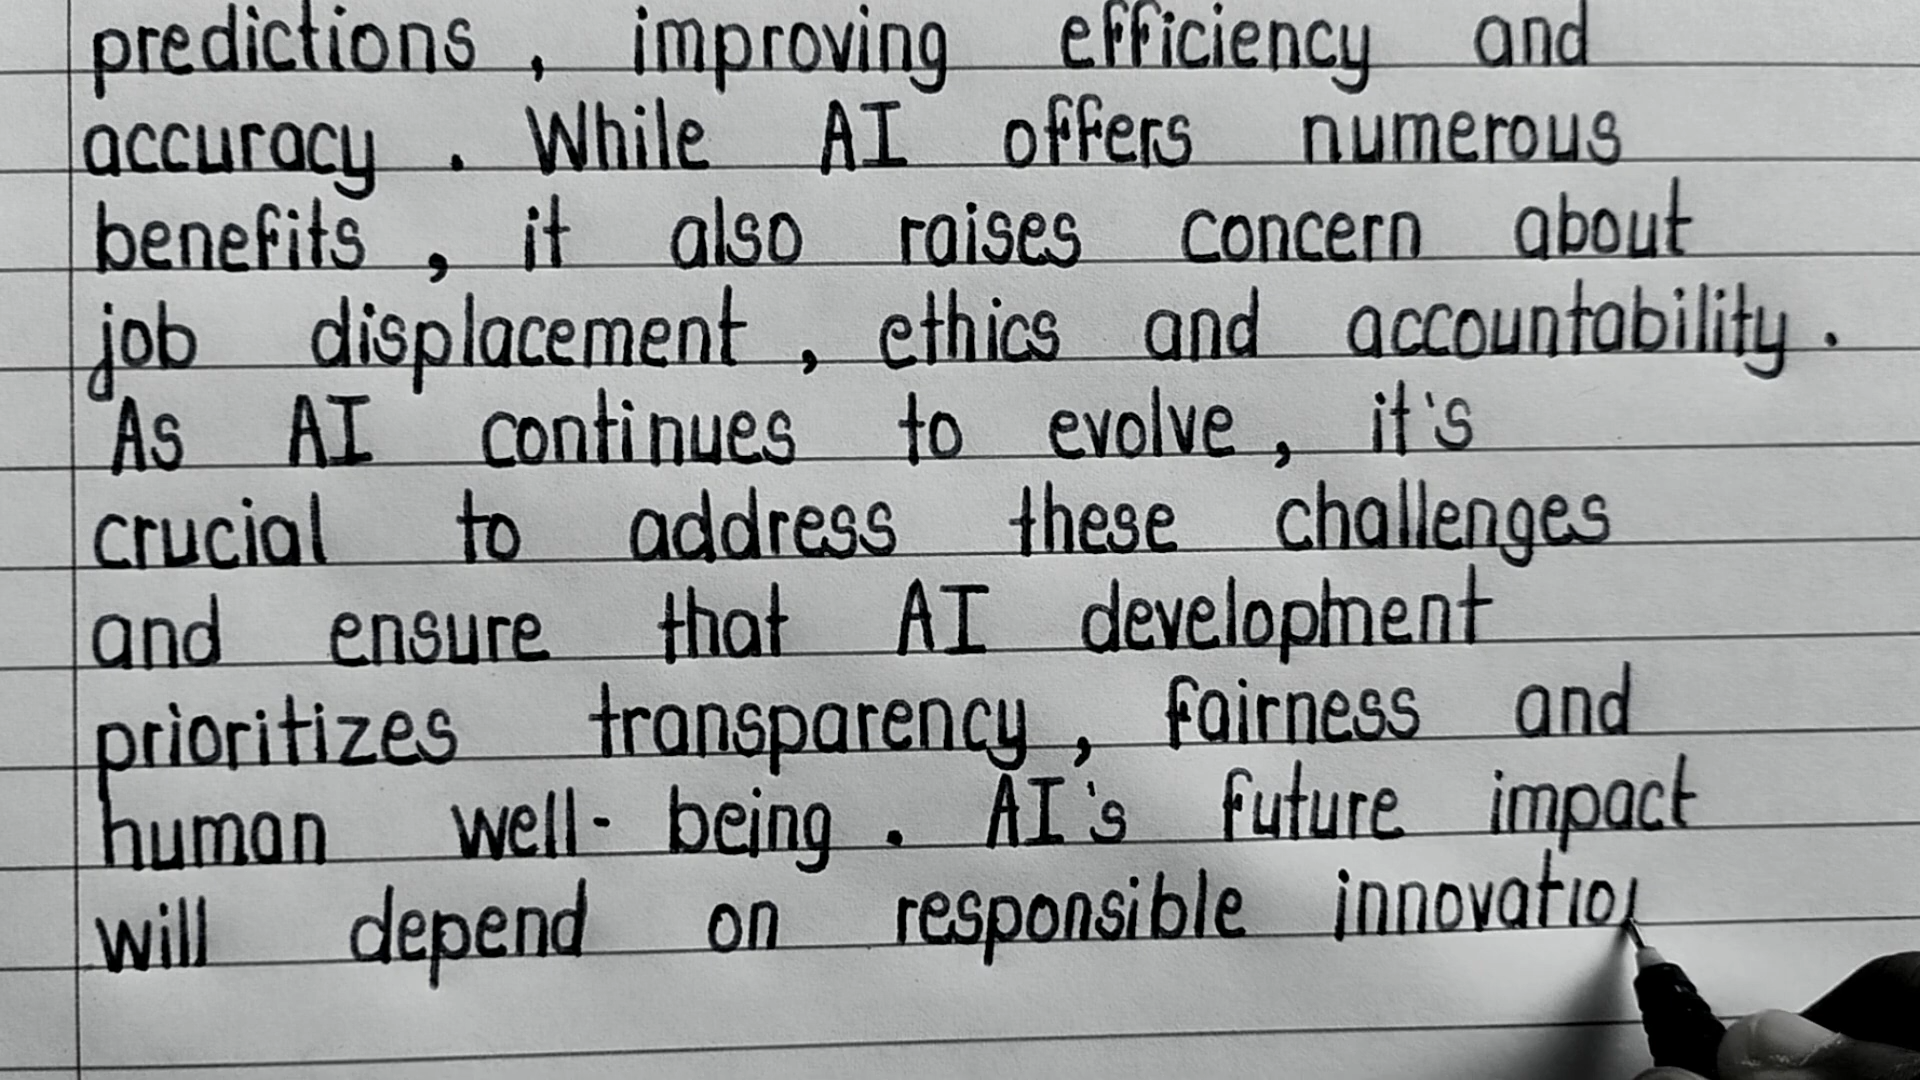 predictions, improving efficiency and
accuracy. While AI offers numerous
benefits, it also raises concern about
job displacement, ethics and accountability.
As AI continues to evolve, it's
crucial to address these challenges
and ensure that AI development
prioritizes transparency, fairness and
human well-being. AI's future impact
will depend on responsible innovatio